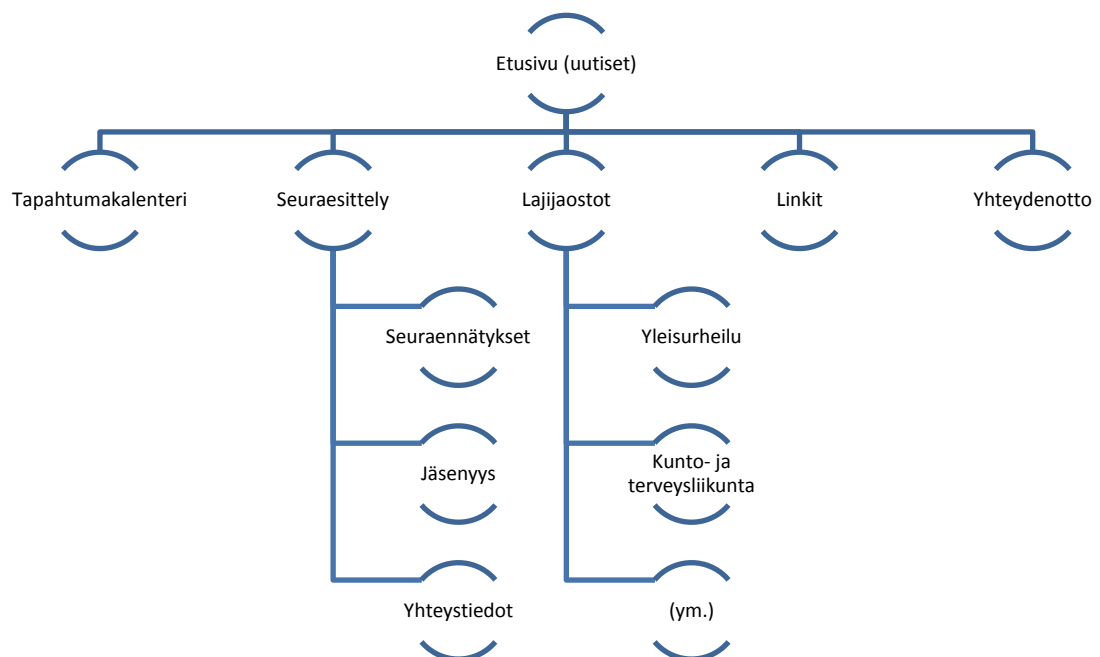 Etusivu (uutiset)
Tapahtumakalenteri
Seuraesittely
Lajijaostot
Linkit
Yhteydenotto
Seuraennätykset
Yleisurheilu
Jäsenyys
Kunto- ja
terveysliikunta
Yhteystiedot
(ym.)